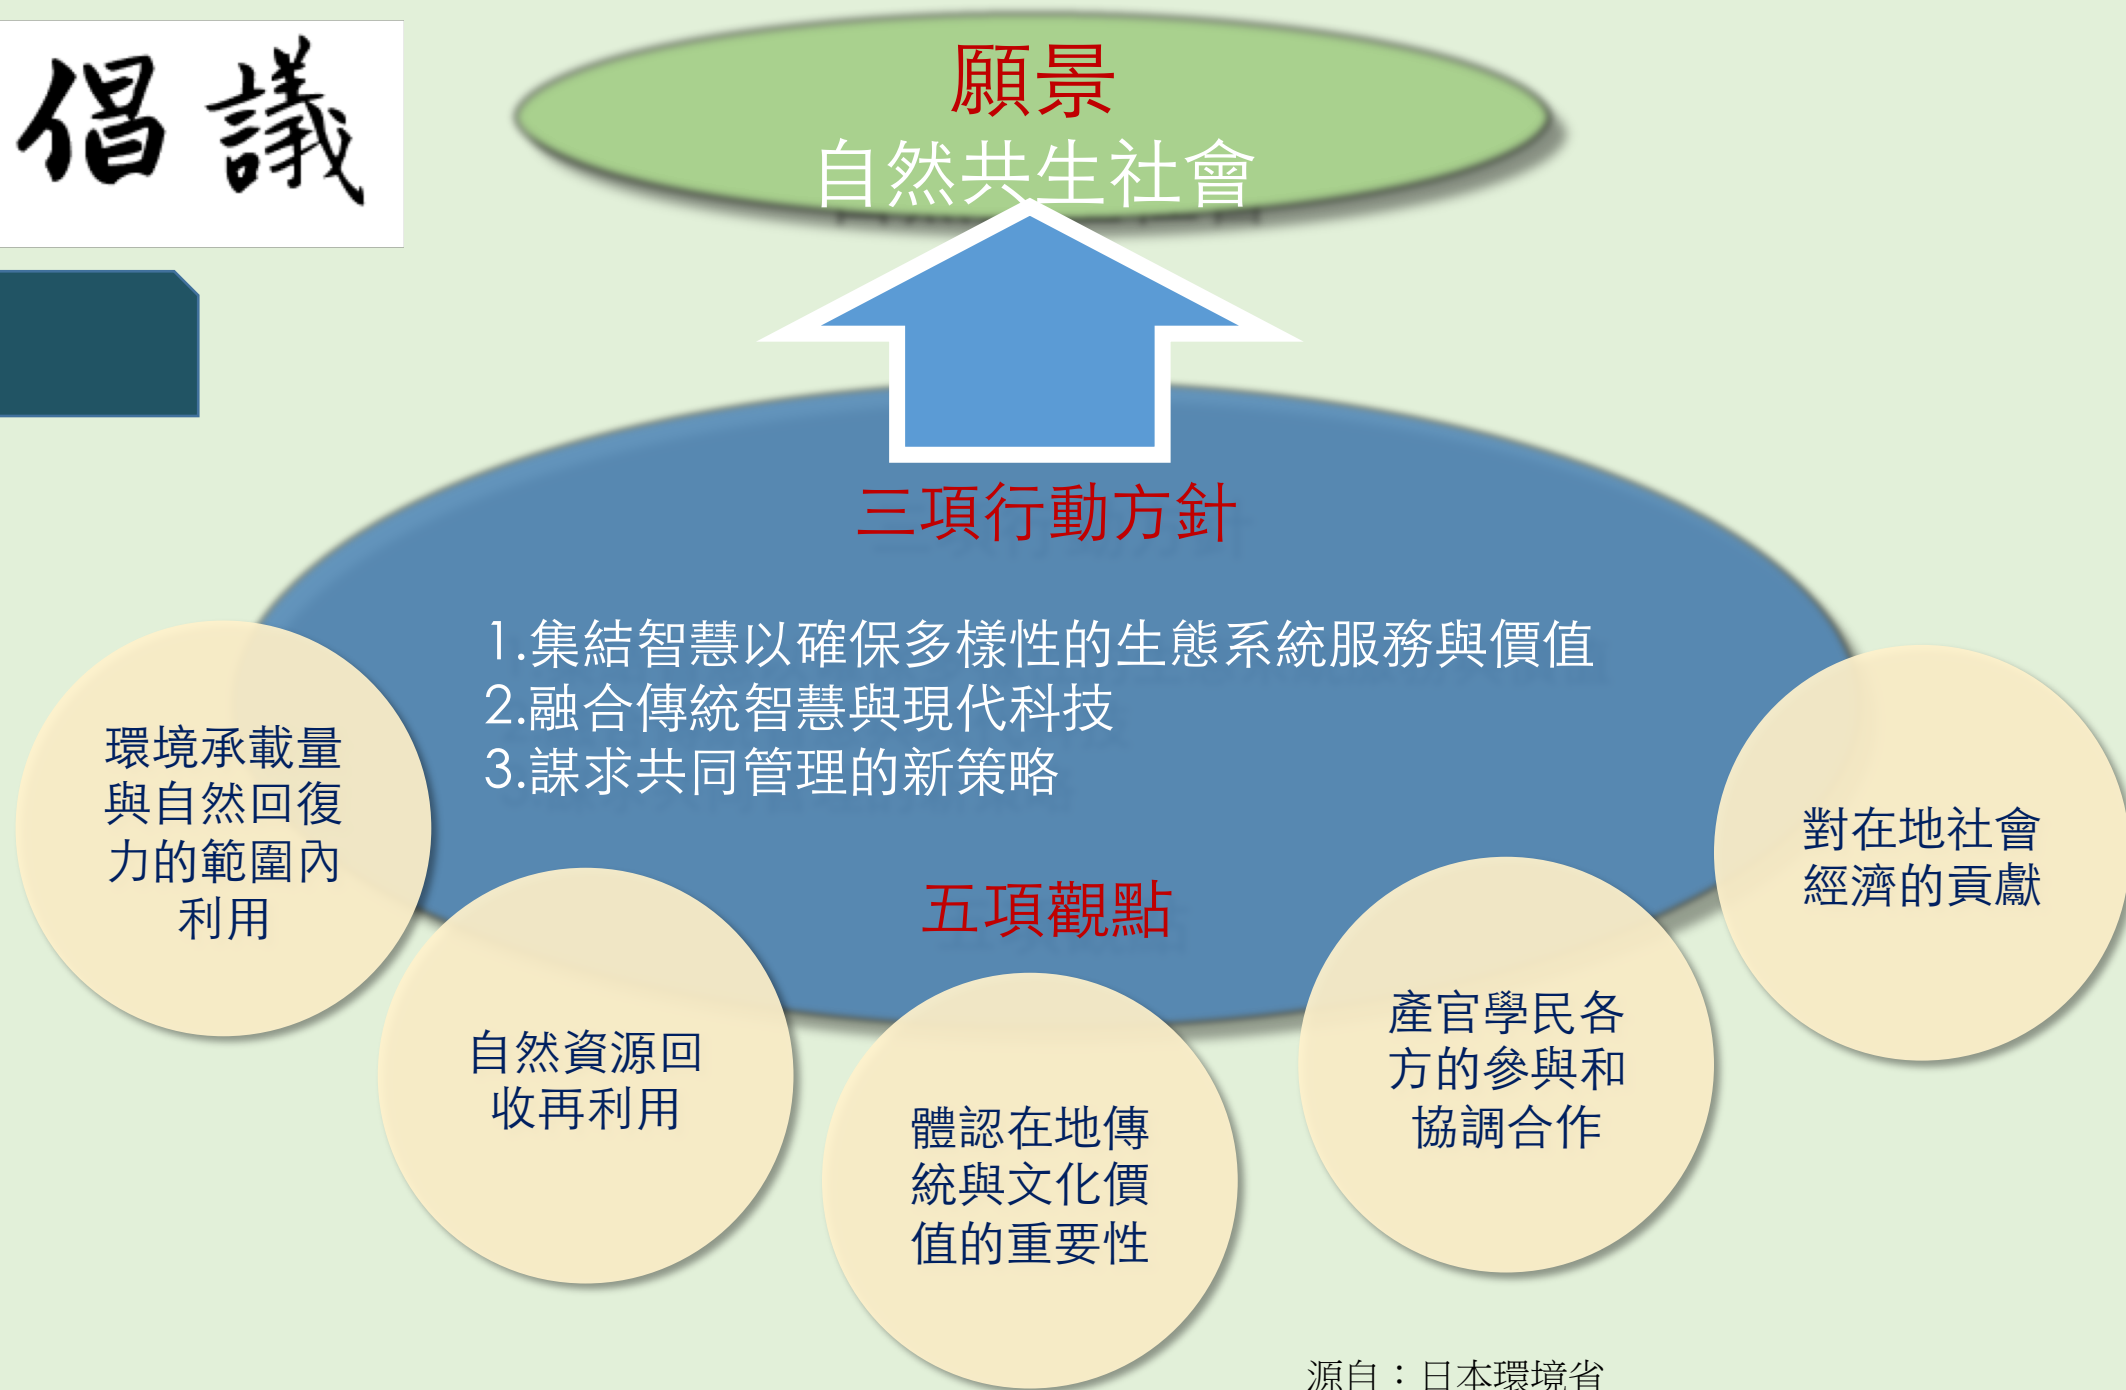 倡議
願景
自然共生社會
三項行動方針
1.集結智慧以確保多樣性的生態系統服務與價值
2.融合傳統智慧與現代科技
3.謀求共同管理的新策略
五項觀點
環境承載量
與自然回復
力的範圍內
利用
自然資源回
收再利用
體認在地傳
統與文化價
值的重要性
產官學民各
方的參與和
協調合作
對在地社會
經濟的貢獻
源自：日本環境省